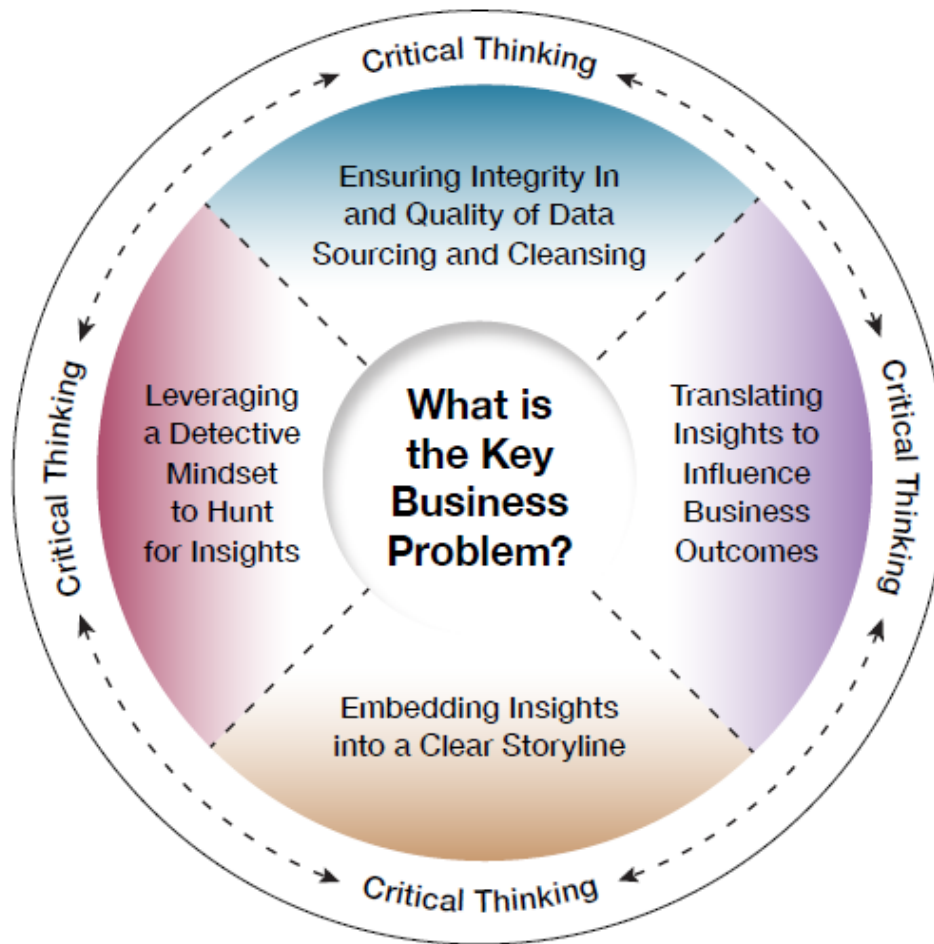 Critical Thinking
Ensuring Integrity In
and Quality of Data
Sourcing and Cleansing
Critical Thinking
Leveraging
a Detective
Mindset
to Hunt
for Insights
What is
the Key
Business
Problem?
Translating
Insights to
Influence
Business
Outcomes
Critical Thinking
Embedding Insights
into a Clear Storyline
Critical Thinking